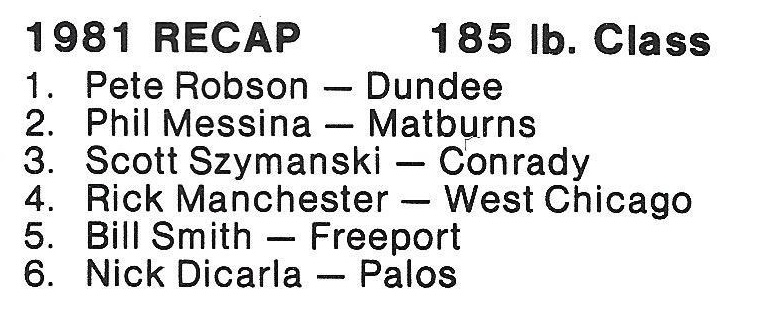 1981 RECAP 185 lb. Class
1. Pete Robson — Dundee
2. Phil Messina — Matburns
3. Scott Szymanski — Conrady
4. Rick Manchester — West Chicago
5. Bill Smith — Freeport
6. Nick Dicarla — Palos